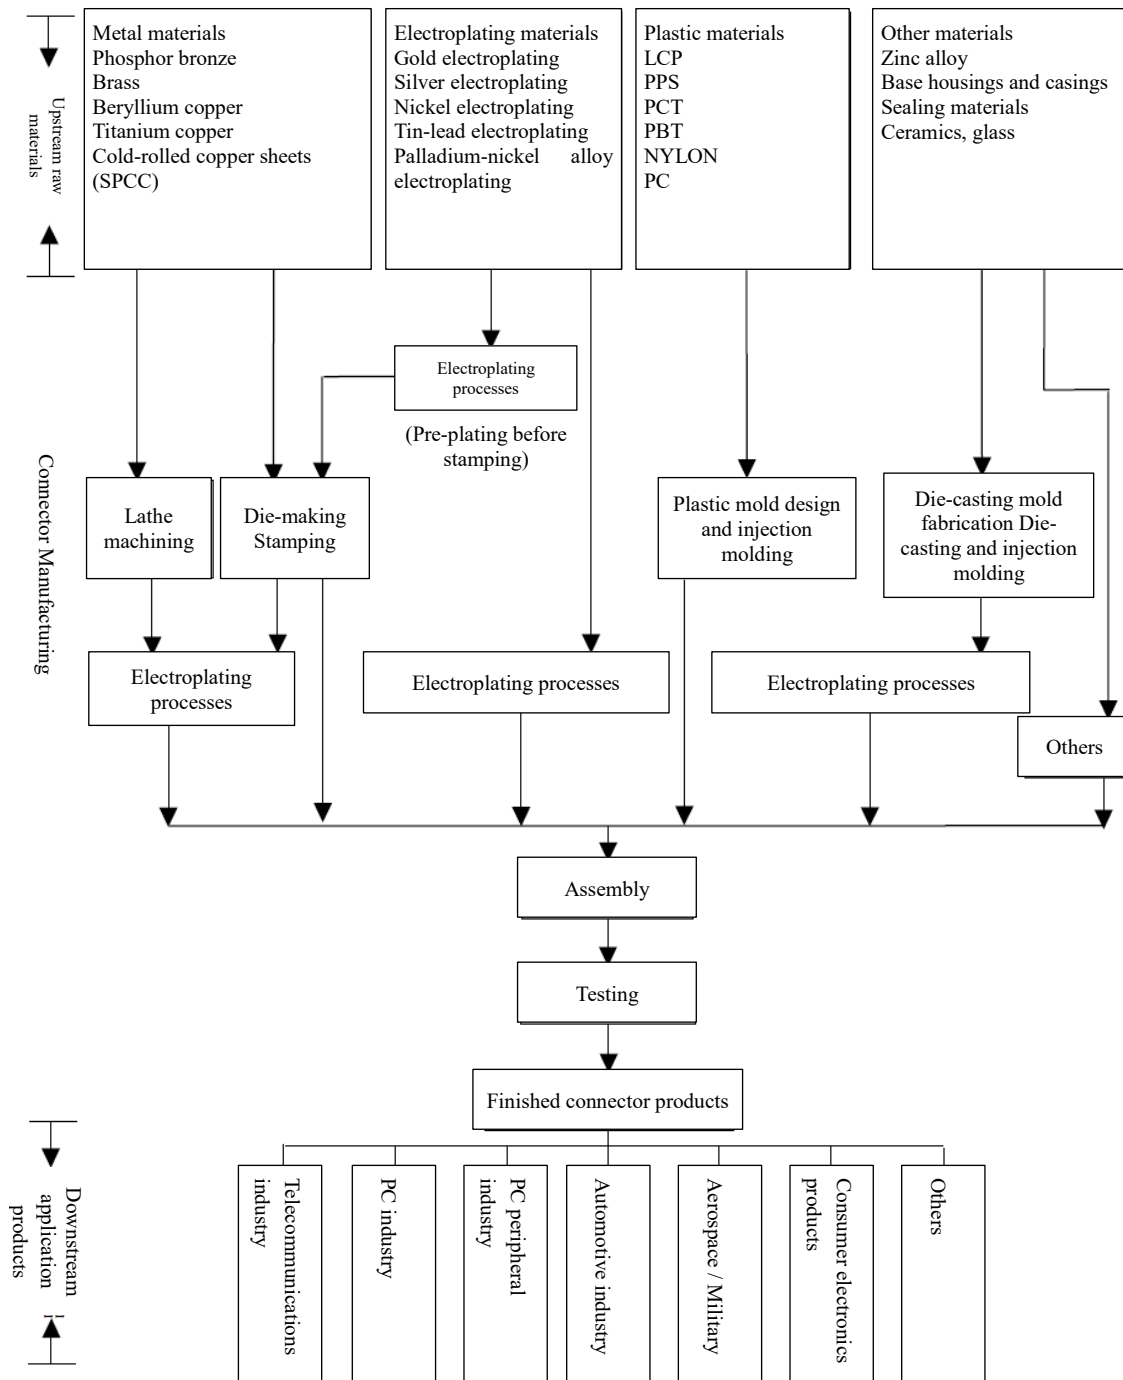 Upstream raw
materials
Metal materials
Phosphor bronze
Brass
Beryllium copper
Titanium copper
Cold-rolled copper sheets
(SPCC)
Electroplating materials
Gold electroplating
Silver electroplating
Nickel electroplating
Tin-lead electroplating
Palladium-nickel alloy
electroplating
Plastic materials
LCP
PPS
PCT
PBT
NYLON
PC
Other materials
Zinc alloy
Base housings and casings
Sealing materials
Ceramics, glass
Connector Manufacturing
Electroplating
processes
(Pre-plating before
stamping)
Lathe
machining
Die-making
Stamping
Plastic mold design
and injection
molding
Die-casting mold
fabrication Die-
casting and injection
molding
Electroplating
processes
Electroplating processes
Electroplating processes
Others
Assembly
Testing
Finished connector products
Downstream
application
products
Telecommunications
industry
PC industry
PC peripheral
industry
Automotive industry
Aerospace / Military
Consumer electronics
products
Others